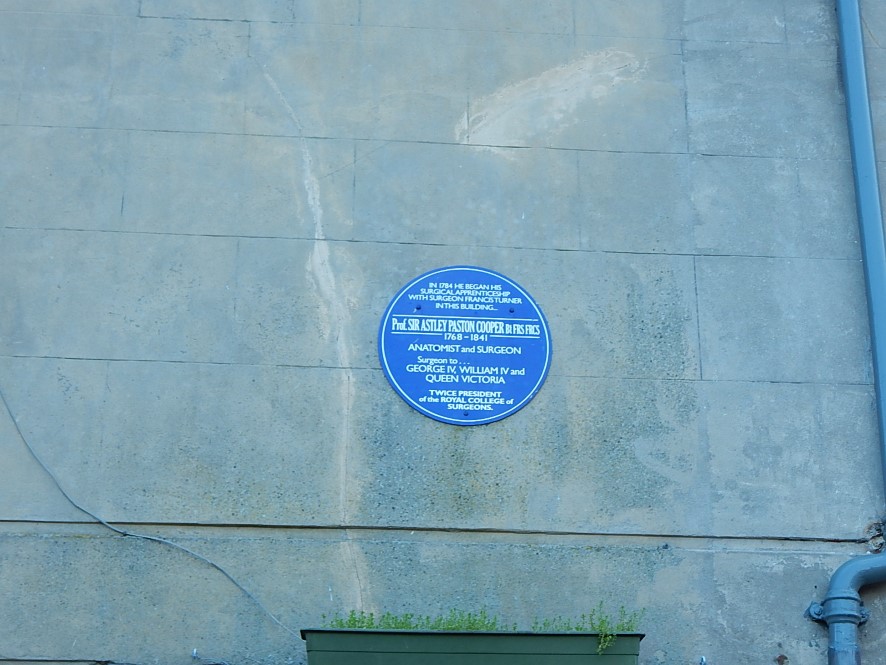 IN 1784 HE BEGAN HIS
SURGICAL APPRENTICESHIP
WITH SURGEON FRANCIS TURNER
IN THIS BUILDING...
Prof. SIR ASTLEY PASTON COOPER Bt FRS FRCS
1768-1841
ANATOMIST and SURGEON
Surgeon to...
GEORGE IV, WILLIAM IV and
QUEEN VICTORIA
TWICE PRESIDENT
of the ROYAL COLLEGE of
SURGEONS.